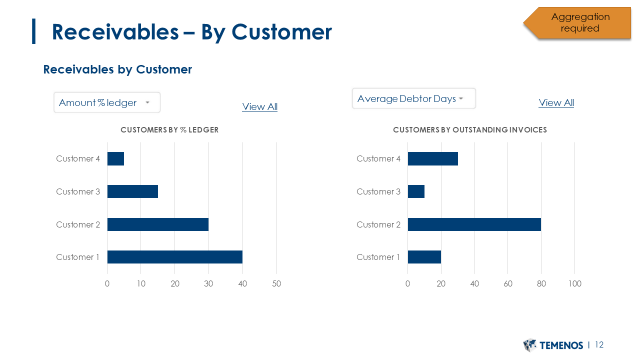 Receivables – By Customer
Aggregation
required
Receivables by Customer
Amount % ledger
View All
Average Debtor Days
View All
CUSTOMERS BY % LEDGER
Customer 4
Customer 3
Customer 2
Customer 1
0 10 20 30 40 50
CUSTOMERS BY OUTSTANDING INVOICES
Customer 4
Customer 3
Customer 2
Customer 1
0 20 40 60 80 100
TEMENOS | 12